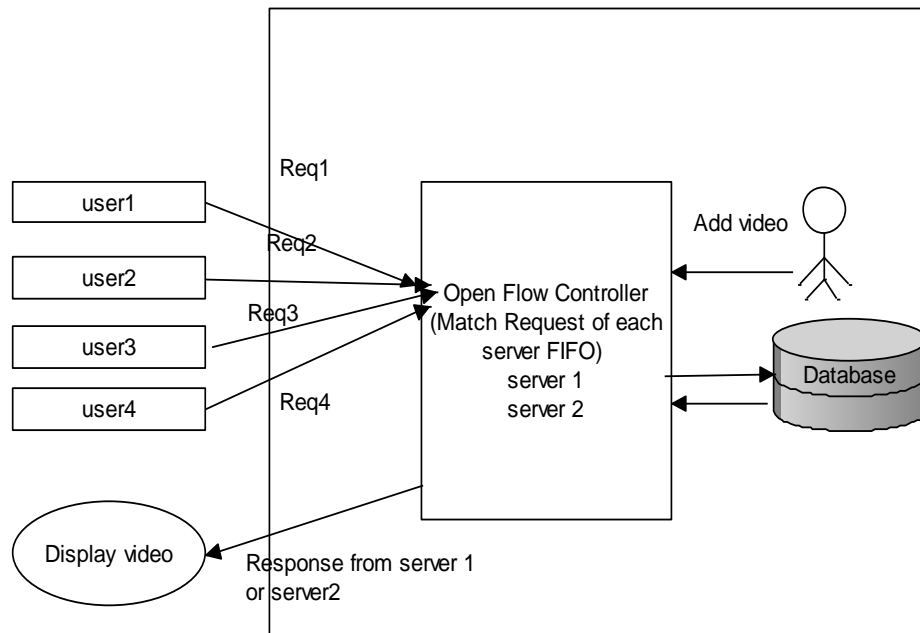 Req1
user1
Add video
Req2
user2
Open Flow Controller
(Match Request of each
server FIFO)
server 1
server 2
Req3
user3
Database
user4
Req4
Display video
Response from server 1
or server2